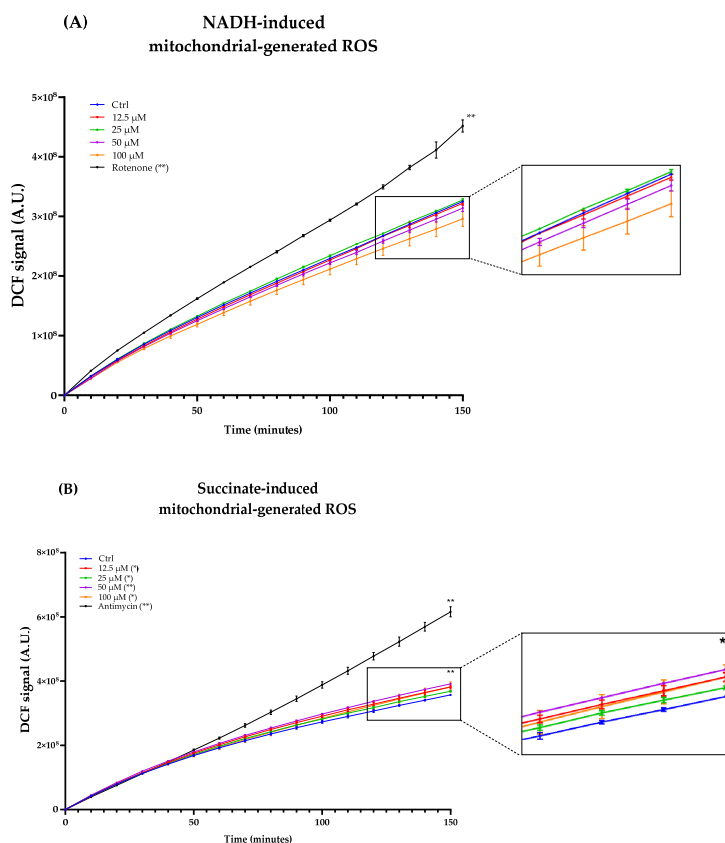 (A)
NADH-induced
mitochondrial-generated ROS
5×10⁸
4×10⁸
3×10⁸
2×10⁸
1×10⁸
0
DCF signal (A.U.)
Ctrl
12.5 µM
25 µM
50 µM
100 µM
Rotenone (**)
**
0 50 100 150
Time (minutes)
(B)
Succinate-induced
mitochondrial-generated ROS
8×10⁸
6×10⁸
4×10⁸
2×10⁸
0
DCF signal (A.U.)
Ctrl
12.5 µM (*)
25 µM (*)
50 µM (**)
100 µM (*)
Antimycin (**)
**
**
*
0 50 100 150
Time (minutes)